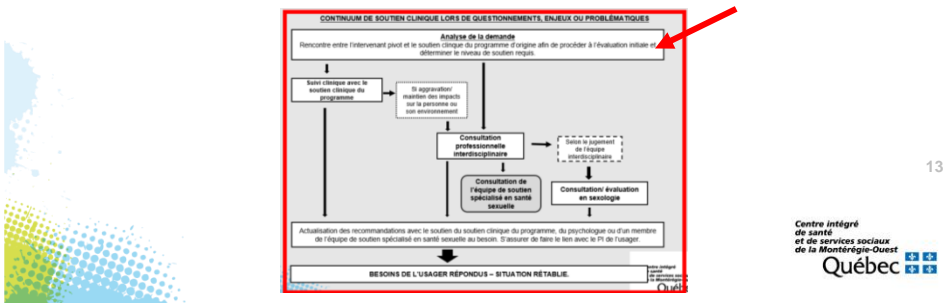 CONTINUUM DE SOUTIEN CLINIQUE LORS DE QUESTIONNEMENTS, ENJEUX OU PROBLÉMATIQUES
Analyse de la demande
Rencontre entre l'intervenant pivot et le soutien clinique du programme d'origine afin de procéder à l'évaluation initiale et
déterminer le niveau de soutien requis.
Suivi clinique avec le
soutien clinique du
programme
Si aggravation/
maintien des impacts
sur la personne ou
son environnement
Consultation
professionnelle
interdisciplinaire
Selon le jugement
de l'équipe
interdisciplinaire
Consultation de
l'équipe de soutien
spécialisé en santé
sexuelle
Consultation/ évaluation
en sexologie
Actualisation des recommandations avec le soutien du soutien clinique du programme, du psychologue ou d'un membre
de l'équipe de soutien spécialisé en santé sexuelle au besoin. S'assurer de faire le lien avec le PI de l'usager.
BESOINS DE L'USAGER RÉPONDUS – SITUATION RÉTABLIE.
13
Centre intégré
de santé
et de services sociaux
de la Montérégie-Ouest
Québec